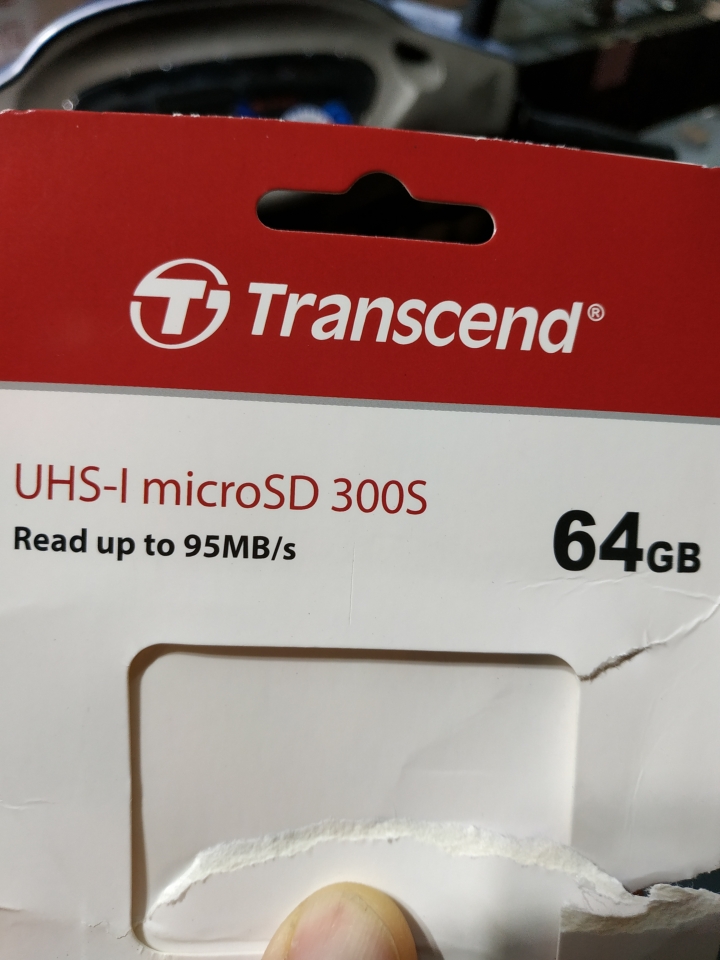 Transcend®
UHS-I microSD 300S
Read up to 95MB/s
64GB